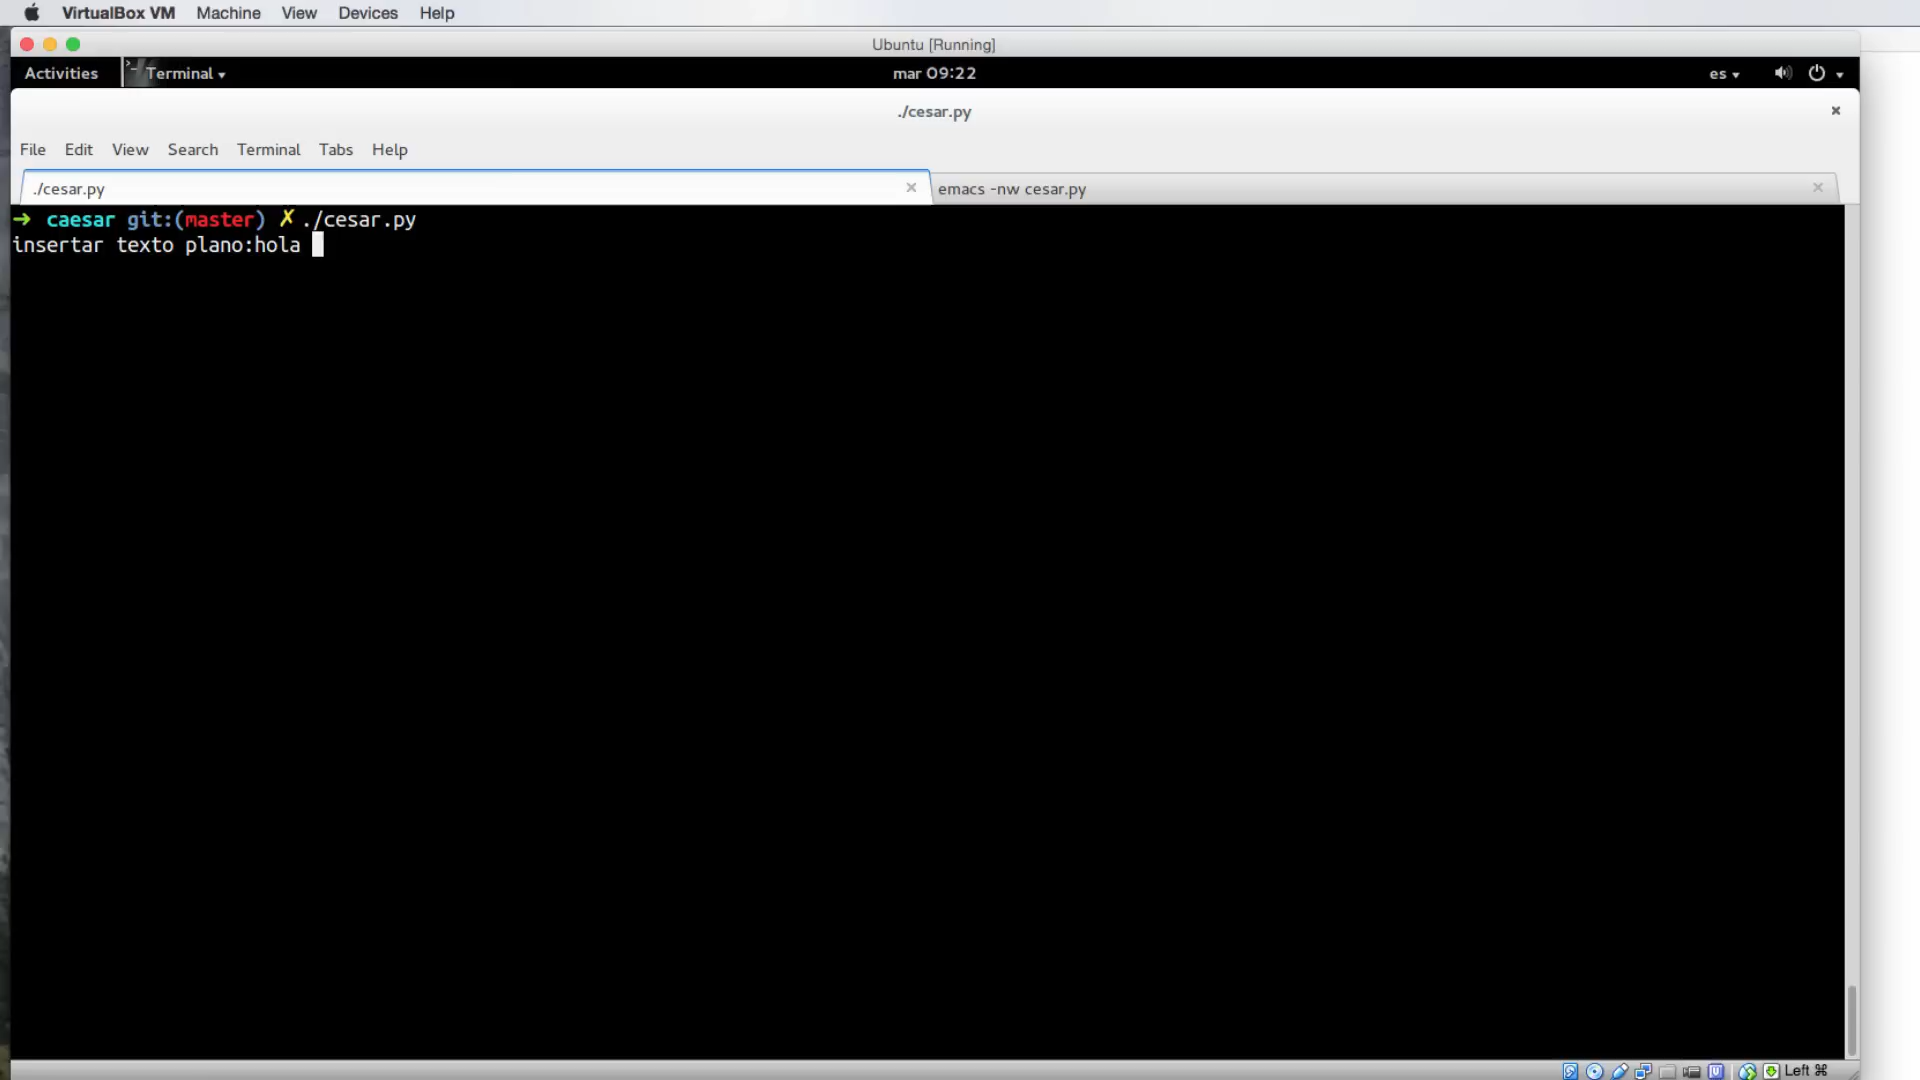 VirtualBox VM Machine View Devices Help
Ubuntu [Running]
Activities Terminal mar 09:22 es
./cesar.py
File Edit View Search Terminal Tabs Help
./cesar.py emacs -nw cesar.py
➜ caesar git:(master) ✗ ./cesar.py
insertar texto plano:hola
Left ⌘